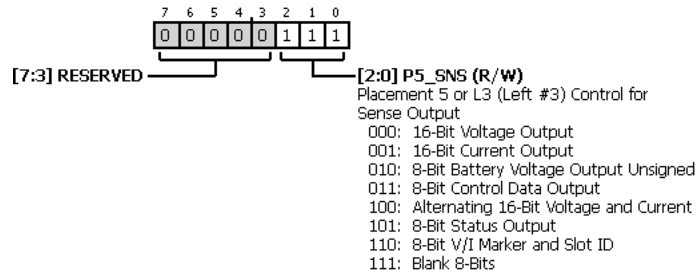 7 6 5 4 3 2 1 0
0 0 0 0 0 1 1 1
[7:3] RESERVED
[2:0] P5_SNS (R/W)
Placement 5 or L3 (Left #3) Control for
Sense Output
000: 16-Bit Voltage Output
001: 16-Bit Current Output
010: 8-Bit Battery Voltage Output Unsigned
011: 8-Bit Control Data Output
100: Alternating 16-Bit Voltage and Current
101: 8-Bit Status Output
110: 8-Bit V/I Marker and Slot ID
111: Blank 8-Bits